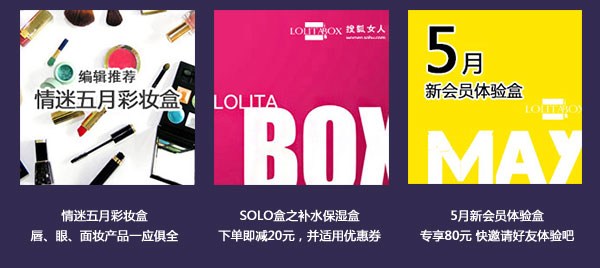 编辑推荐
情迷五月彩妆盒
情迷五月彩妆盒
唇、眼、面妆产品一应俱全
LOLITABOX 搜狐女人
women.sohu.com
LOLITA
BOX
SOLO盒之补水保湿盒
下单即减20元，并适用优惠券
5月
新会员体验盒
LOLITABOX
MAY
5月新会员体验盒
专享80元 快邀请好友体验吧